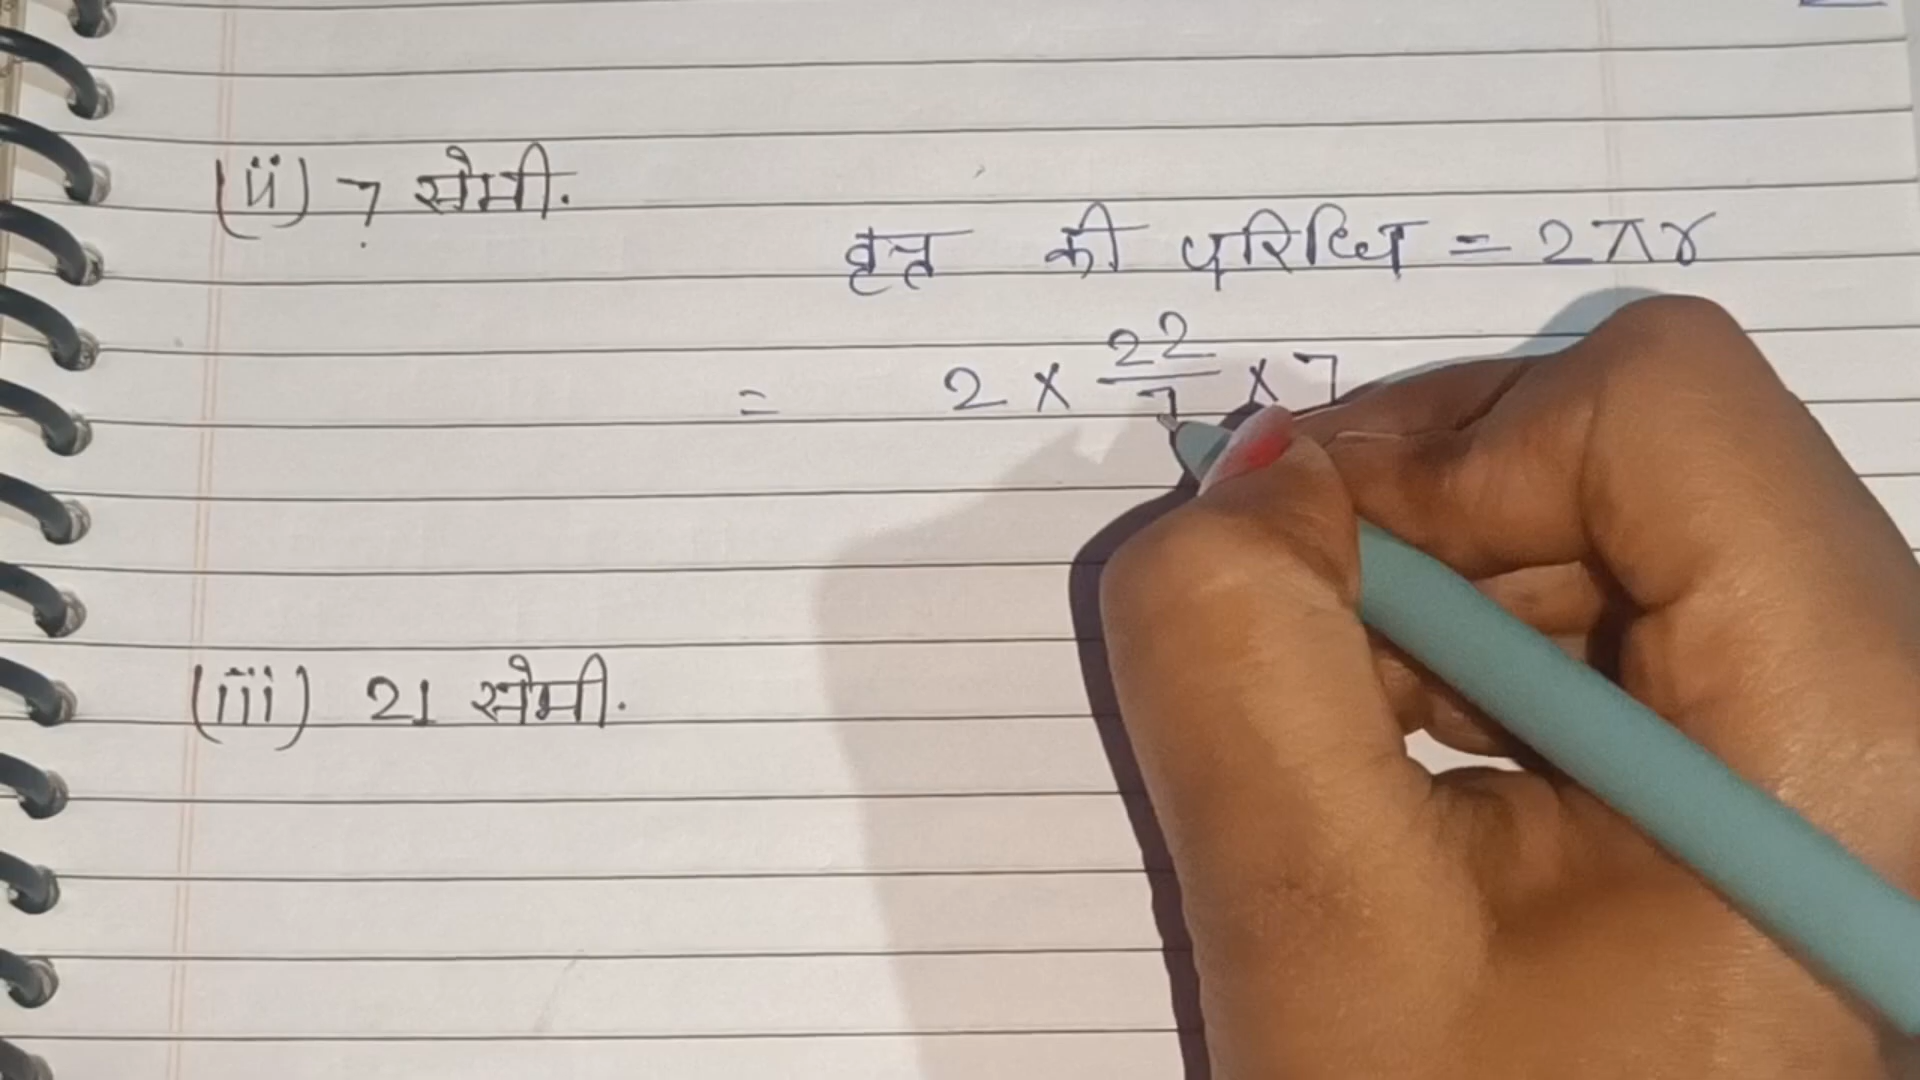 (ii) 7 सेमी.
वृत्त की परिधि = 2πr
= 2 × 22/7 × 7
(iii) 21 सेमी.